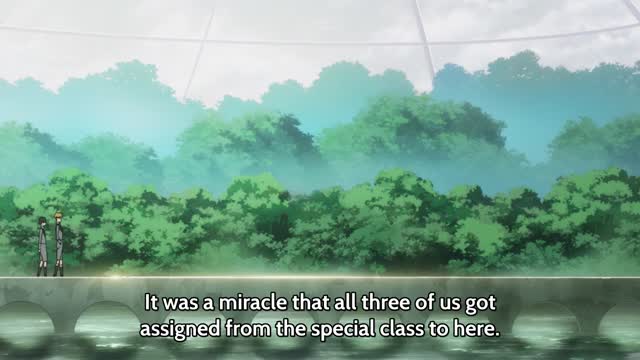 It was a miracle that all three of us got
assigned from the special class to here.